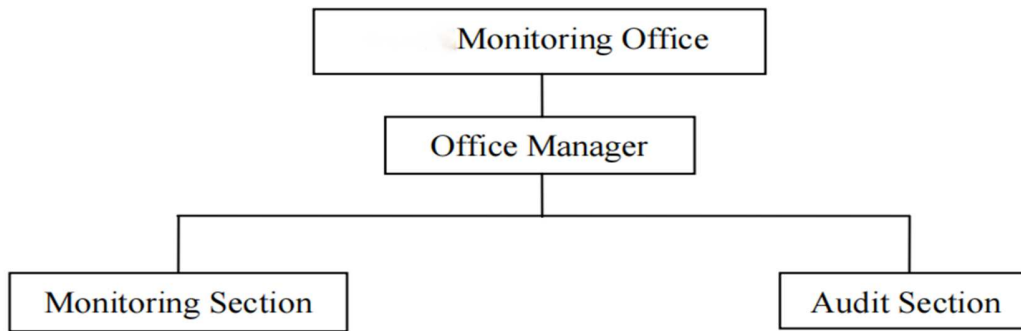 Monitoring Office
Office Manager
Monitoring Section
Audit Section